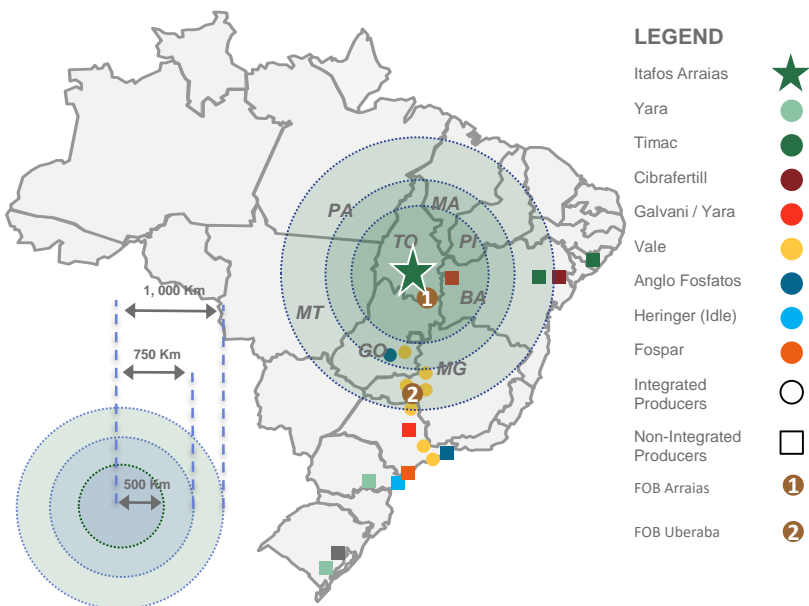 PA
MA
TO
PI
1
BA
MT
GO
MG
2
1, 000 Km
750 Km
500 Km
LEGEND
Itafos Arraias
Yara
Timac
Cibrafertill
Galvani / Yara
Vale
Anglo Fosfatos
Heringer (Idle)
Fospar
Integrated
Producers
Non-Integrated
Producers
FOB Arraias
1
FOB Uberaba
2